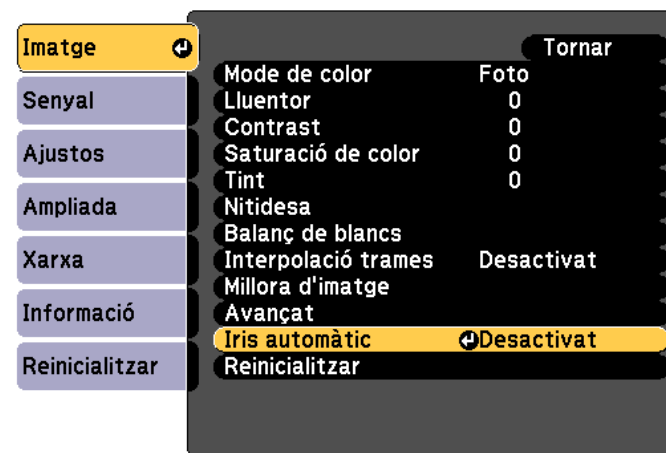 Imatge
Senyal
Ajustos
Ampliada
Xarxa
Informació
Reinicialitzar
Tornar
Mode de color Foto
Lluentor 0
Contrast 0
Saturació de color 0
Tint 0
Nitidesa
Balanç de blancs
Interpolació trames Desactivat
Millora d'imatge
Avançat
Iris automàtic Desactivat
Reinicialitzar